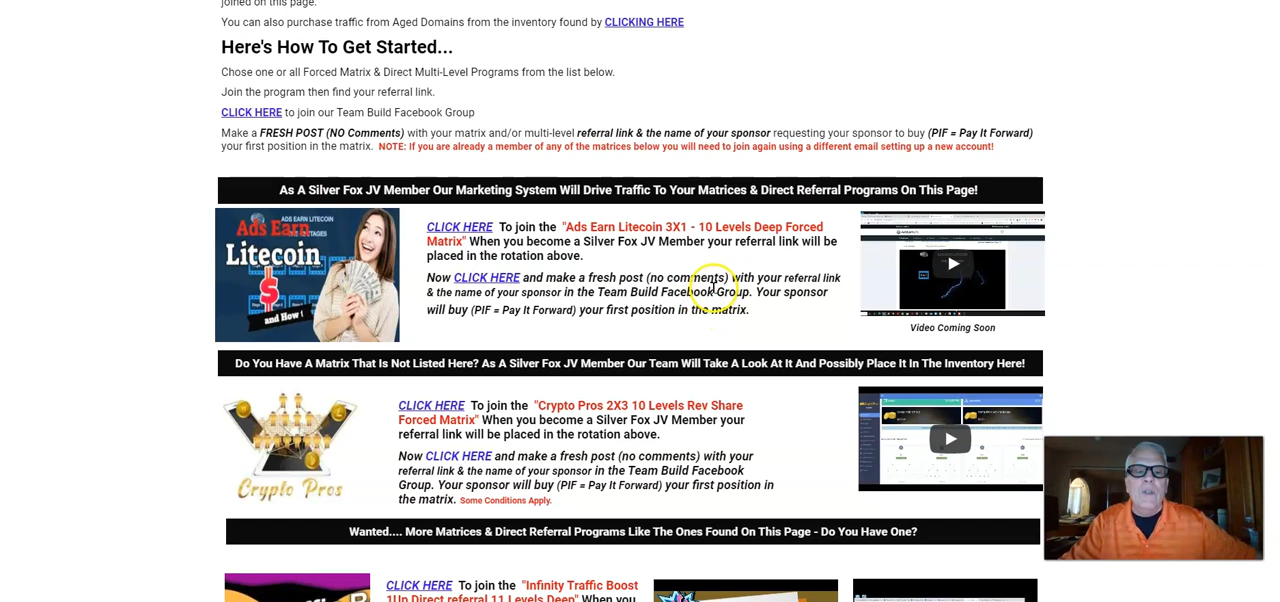 joined on this page.
You can also purchase traffic from Aged Domains from the inventory found by CLICKING HERE
Here's How To Get Started...
Chose one or all Forced Matrix & Direct Multi-Level Programs from the list below.
Join the program then find your referral link.
CLICK HERE to join our Team Build Facebook Group
Make a FRESH POST (NO Comments) with your matrix and/or multi-level referral link & the name of your sponsor requesting your sponsor to buy (PIF = Pay It Forward)
your first position in the matrix. NOTE: If you are already a member of any of the matrices below you will need to join again using a different email setting up a new account!
As A Silver Fox JV Member Our Marketing System Will Drive Traffic To Your Matrices & Direct Referral Programs On This Page!
Ads Earn
Litecoin
$
and How !
ADS EARN LITECOIN
CLICK HERE To join the "Ads Earn Litecoin 3X1 - 10 Levels Deep Forced
Matrix" When you become a Silver Fox JV Member your referral link will be
placed in the rotation above.
Now CLICK HERE and make a fresh post (no comments) with your referral link
& the name of your sponsor in the Team Build Facebook Group. Your sponsor
will buy (PIF = Pay It Forward) your first position in the matrix.
Video Coming Soon
Do You Have A Matrix That Is Not Listed Here? As A Silver Fox JV Member Our Team Will Take A Look At It And Possibly Place It In The Inventory Here!
Crypto Pros
CLICK HERE To join the "Crypto Pros 2X3 10 Levels Rev Share
Forced Matrix" When you become a Silver Fox JV Member your
referral link will be placed in the rotation above.
Now CLICK HERE and make a fresh post (no comments) with your
referral link & the name of your sponsor in the Team Build Facebook
Group. Your sponsor will buy (PIF = Pay It Forward) your first position in
the matrix. Some Conditions Apply.
Wanted.... More Matrices & Direct Referral Programs Like The Ones Found On This Page - Do You Have One?
CLICK HERE To join the "Infinity Traffic Boost
1Up Direct referral 11 Levels Deep" When you